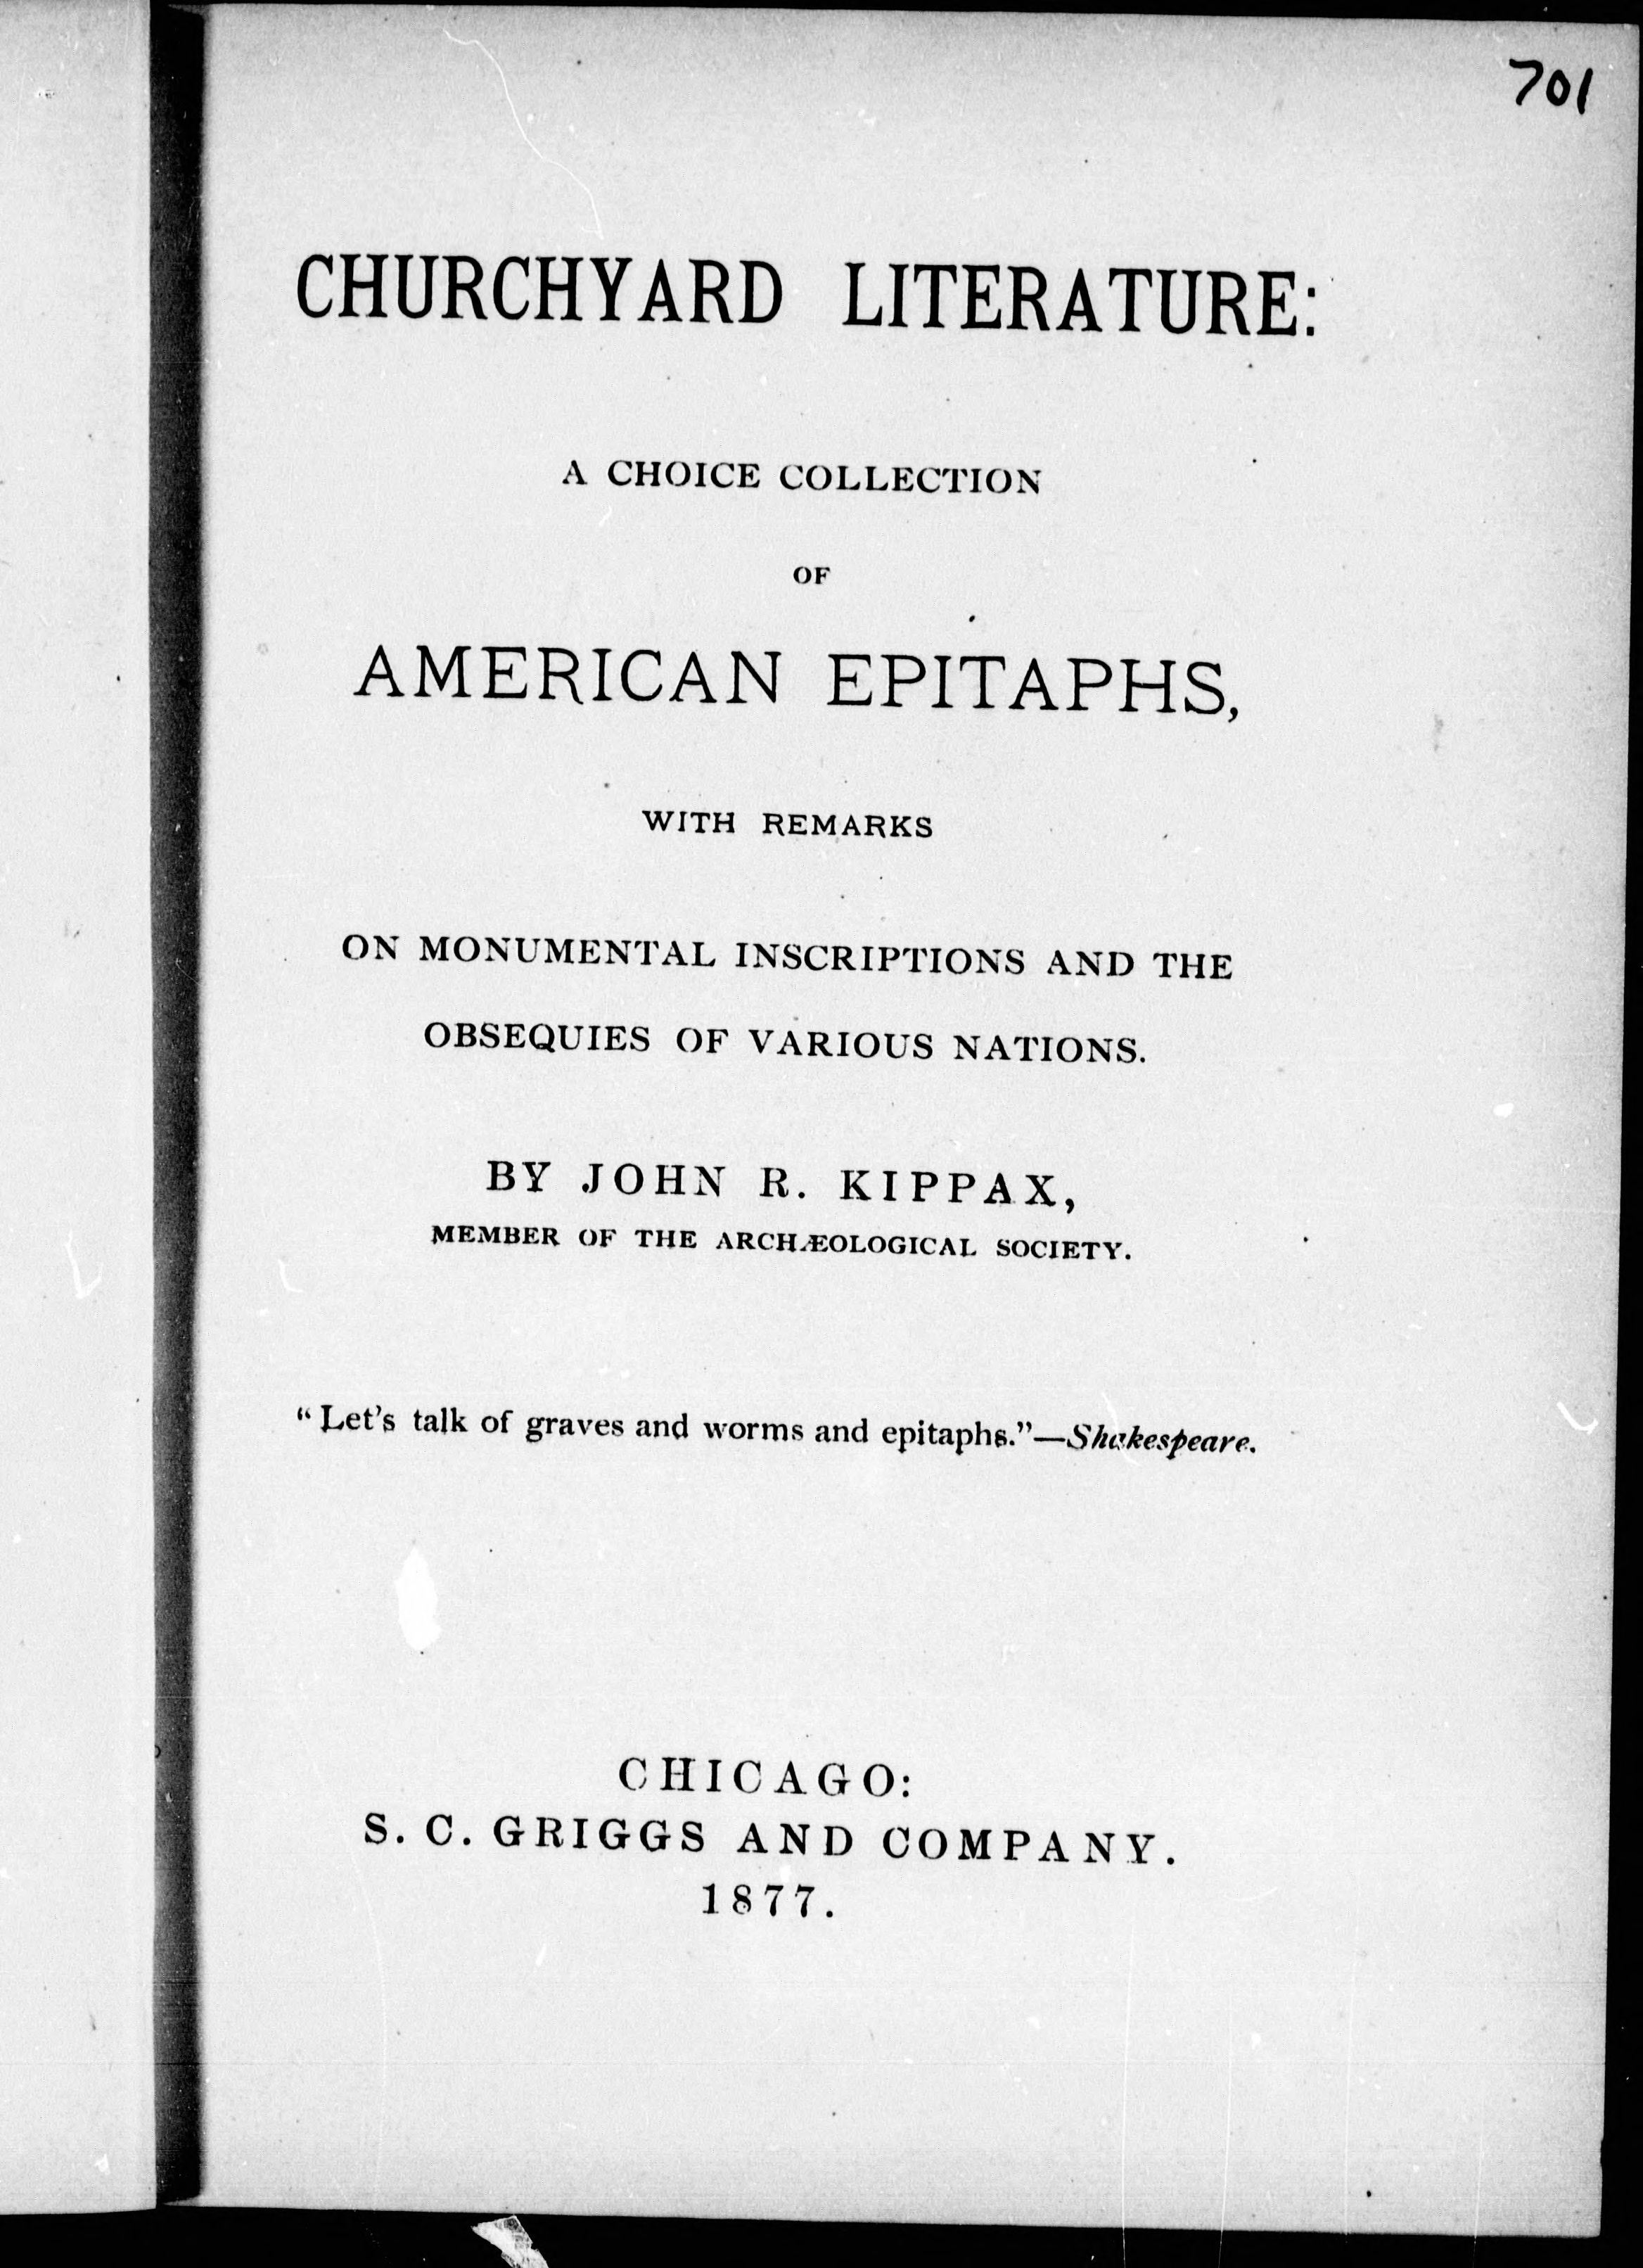 701
CHURCHYARD LITERATURE:
A CHOICE COLLECTION
OF
AMERICAN EPITAPHS,
WITH REMARKS
ON MONUMENTAL INSCRIPTIONS AND THE
OBSEQUIES OF VARIOUS NATIONS.
BY JOHN R. KIPPAX,
MEMBER OF THE ARCHÆOLOGICAL SOCIETY.
“Let’s talk of graves and worms and epitaphs.”—Shakespeare.
CHICAGO:
S. C. GRIGGS AND COMPANY.
1877.